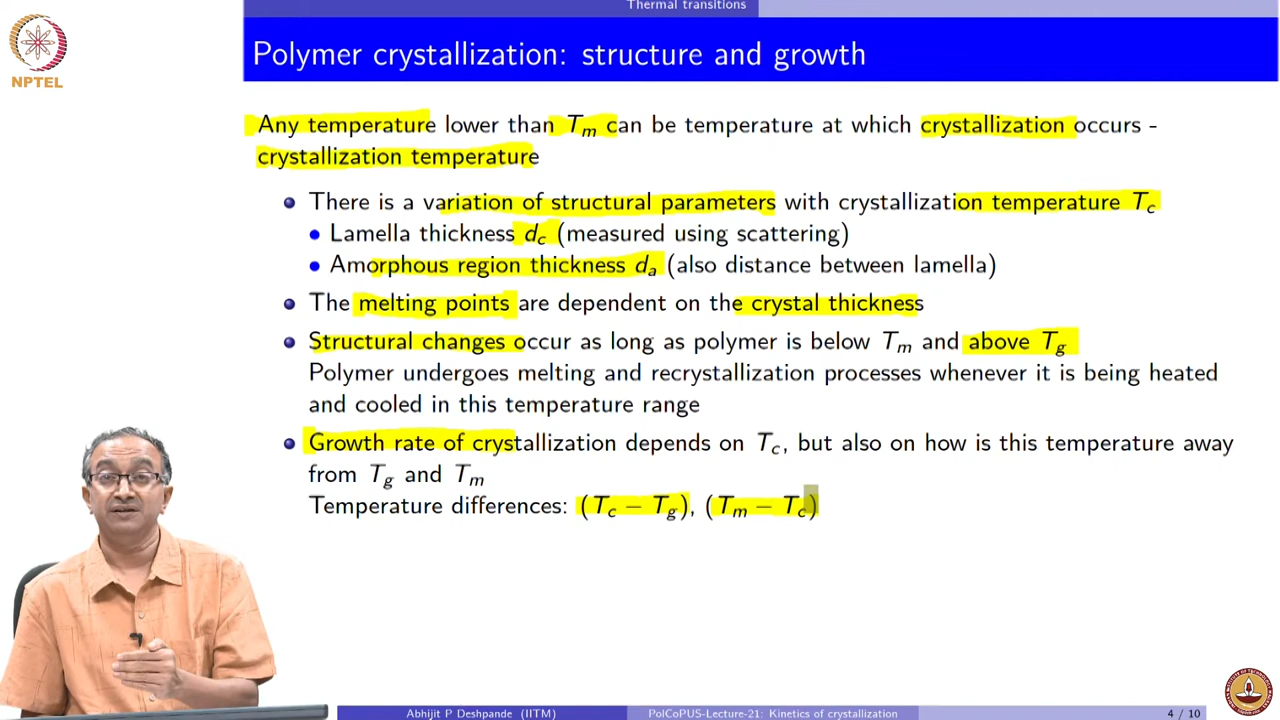 Thermal transitions
NPTEL
Polymer crystallization: structure and growth
Any temperature lower than Tm can be temperature at which crystallization occurs -
crystallization temperature
There is a variation of structural parameters with crystallization temperature Tc
Lamella thickness dc (measured using scattering)
Amorphous region thickness da (also distance between lamella)
The melting points are dependent on the crystal thickness
Structural changes occur as long as polymer is below Tm and above Tg
Polymer undergoes melting and recrystallization processes whenever it is being heated
and cooled in this temperature range
Growth rate of crystallization depends on Tc, but also on how is this temperature away
from Tg and Tm
Temperature differences: (Tc − Tg), (Tm − Tc)
Abhijit P Deshpande (IITM) PolCoPUS-Lecture-21: Kinetics of crystallization 4 / 10